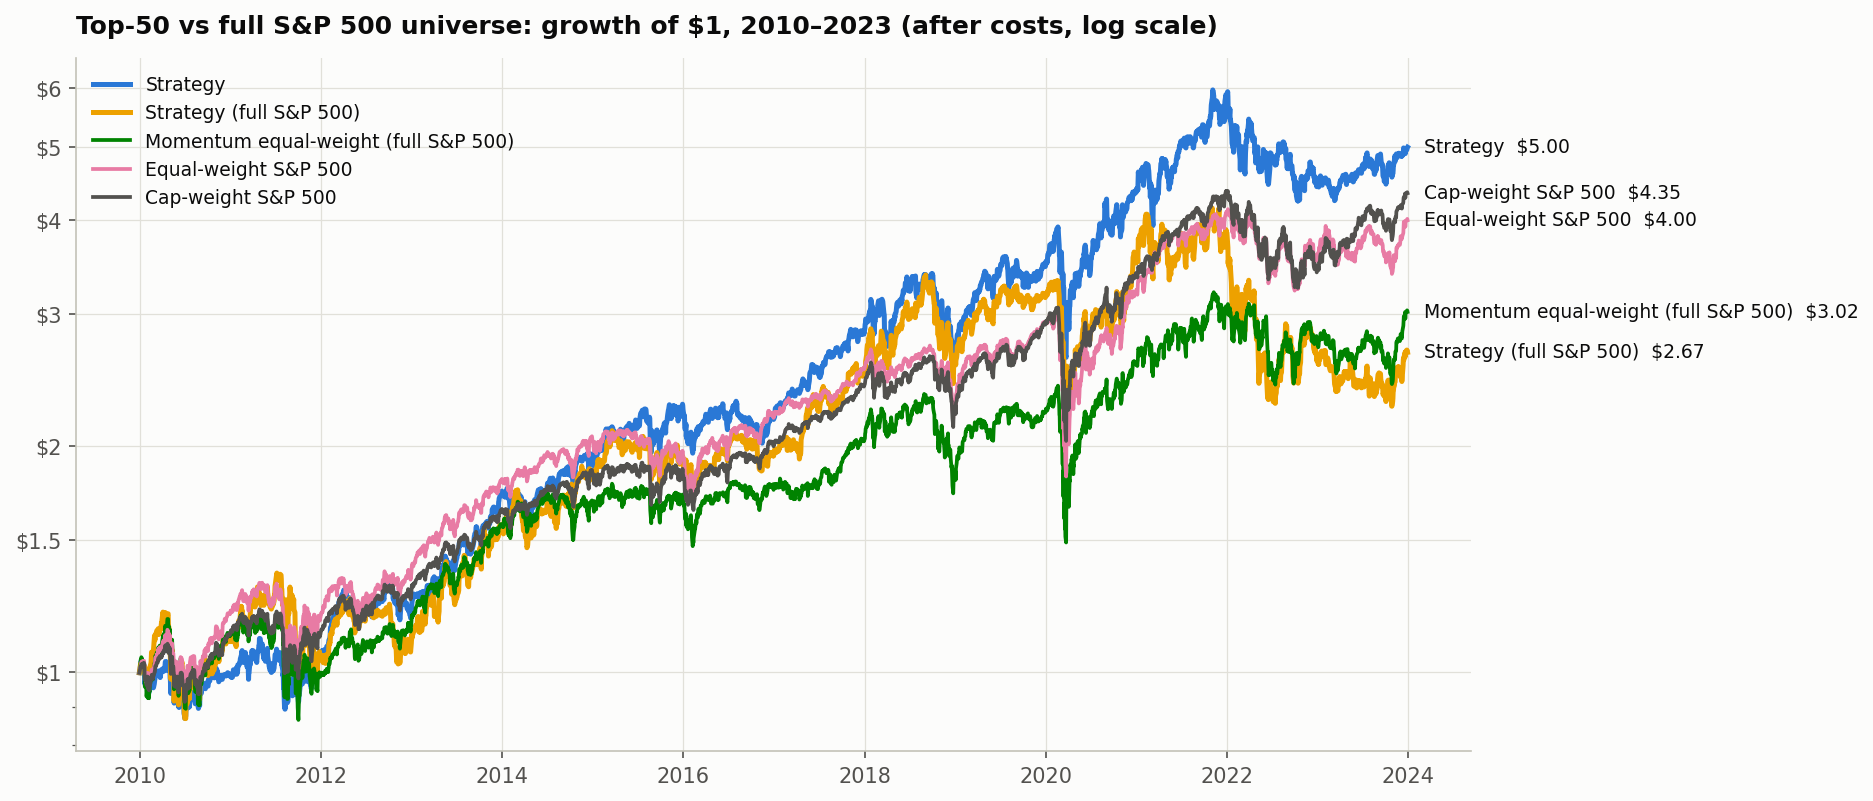 Top-50 vs full S&P 500 universe: growth of $1, 2010–2023 (after costs, log scale)
Strategy
Strategy (full S&P 500)
Momentum equal-weight (full S&P 500)
Equal-weight S&P 500
Cap-weight S&P 500
$6
$5
$4
$3
$2
$1.5
$1
Strategy $5.00
Cap-weight S&P 500 $4.35
Equal-weight S&P 500 $4.00
Momentum equal-weight (full S&P 500) $3.02
Strategy (full S&P 500) $2.67
2010 2012 2014 2016 2018 2020 2022 2024